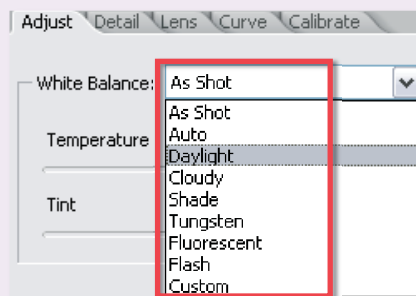 Adjust Detail Lens Curve Calibrate
White Balance: As Shot
As Shot
Auto
Temperature
Daylight
Cloudy
Shade
Tint
Tungsten
Fluorescent
Flash
Custom